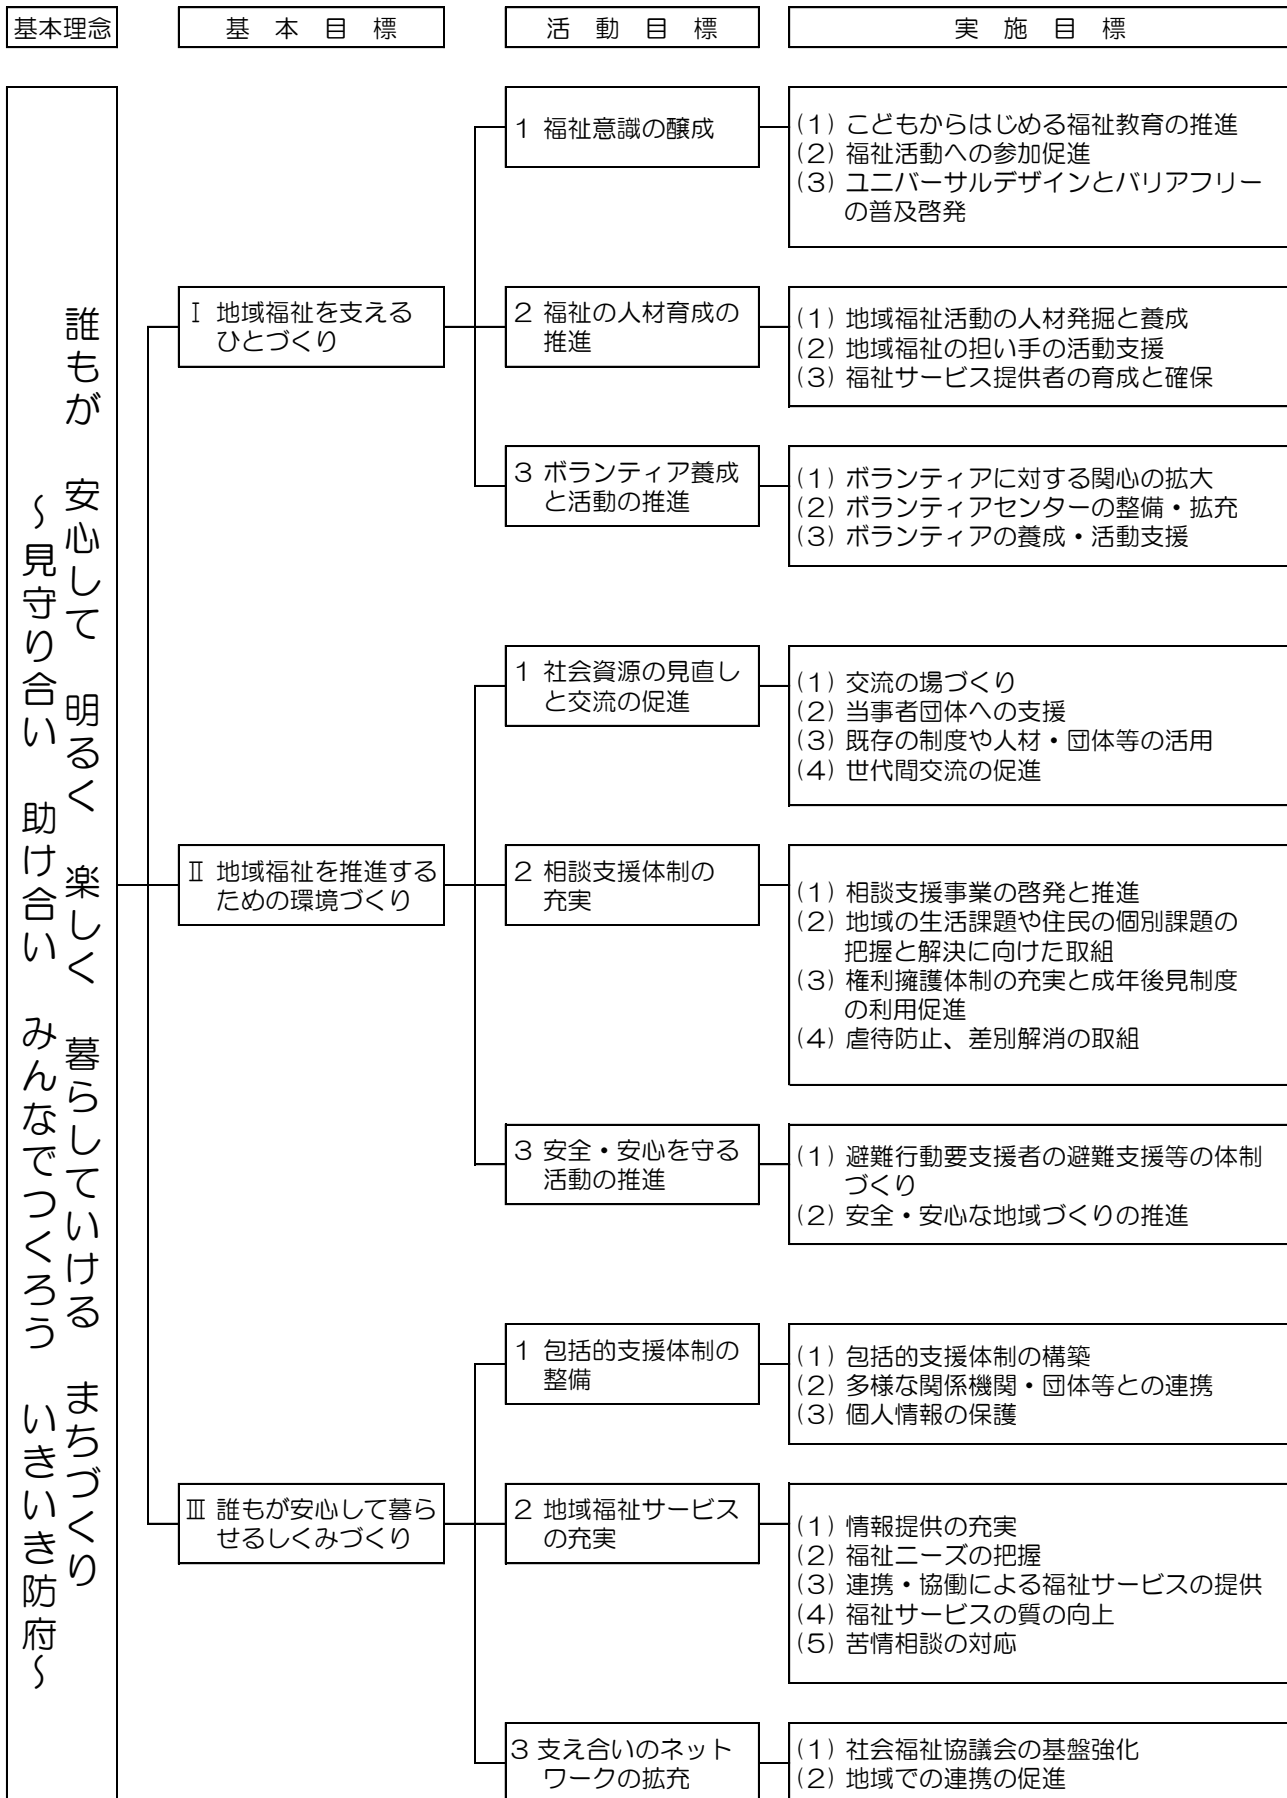 基本理念
基本目標
活動目標
実施目標
誰もが 安心して 明るく 楽しく 暮らしていける まちづくり
～見守り合い 助け合い みんなでつくろう いきいき防府～
Ⅰ 地域福祉を支える
ひとづくり
1 福祉意識の醸成
(1) こどもからはじめる福祉教育の推進
(2) 福祉活動への参加促進
(3) ユニバーサルデザインとバリアフリー
の普及啓発
2 福祉の人材育成の
推進
(1) 地域福祉活動の人材発掘と養成
(2) 地域福祉の担い手の活動支援
(3) 福祉サービス提供者の育成と確保
3 ボランティア養成
と活動の推進
(1) ボランティアに対する関心の拡大
(2) ボランティアセンターの整備・拡充
(3) ボランティアの養成・活動支援
Ⅱ 地域福祉を推進する
ための環境づくり
1 社会資源の見直し
と交流の促進
(1) 交流の場づくり
(2) 当事者団体への支援
(3) 既存の制度や人材・団体等の活用
(4) 世代間交流の促進
2 相談支援体制の
充実
(1) 相談支援事業の啓発と推進
(2) 地域の生活課題や住民の個別課題の
把握と解決に向けた取組
(3) 権利擁護体制の充実と成年後見制度
の利用促進
(4) 虐待防止、差別解消の取組
3 安全・安心を守る
活動の推進
(1) 避難行動要支援者の避難支援等の体制
づくり
(2) 安全・安心な地域づくりの推進
Ⅲ 誰もが安心して暮ら
せるしくみづくり
1 包括的支援体制の
整備
(1) 包括的支援体制の構築
(2) 多様な関係機関・団体等との連携
(3) 個人情報の保護
2 地域福祉サービス
の充実
(1) 情報提供の充実
(2) 福祉ニーズの把握
(3) 連携・協働による福祉サービスの提供
(4) 福祉サービスの質の向上
(5) 苦情相談の対応
3 支え合いのネット
ワークの拡充
(1) 社会福祉協議会の基盤強化
(2) 地域での連携の促進